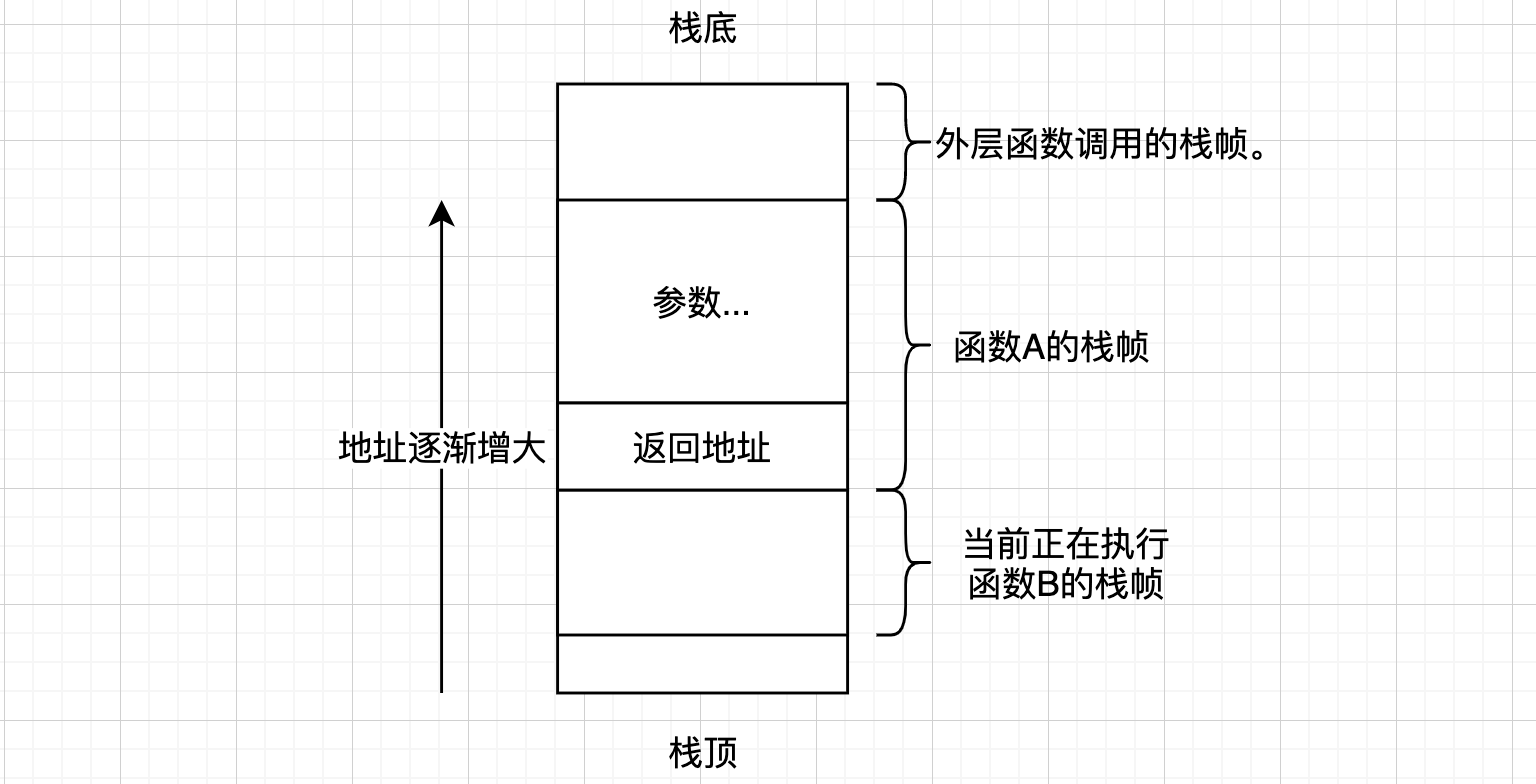 栈底
外层函数调用的栈帧。
参数...
函数A的栈帧
地址逐渐增大
返回地址
当前正在执行
函数B的栈帧
栈顶